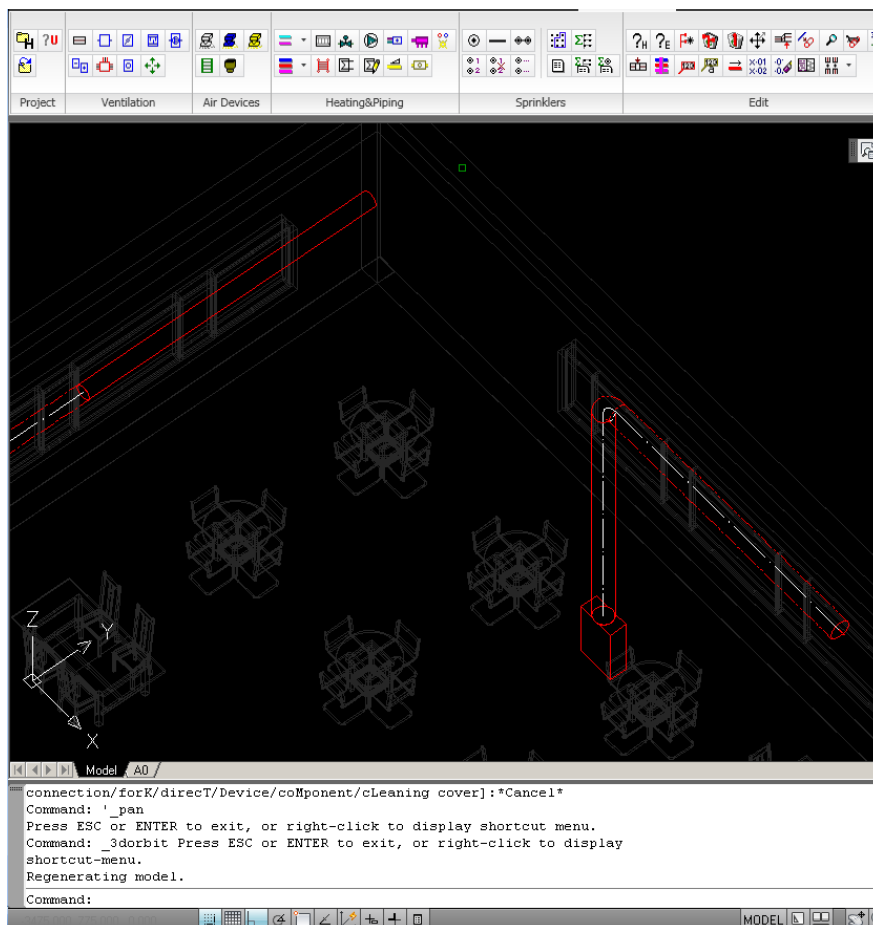 ?U
?H ?E
X-01
X-02
Project Ventilation Air Devices Heating&Piping Sprinklers Edit
Z
Y
X
Model A0
connection/forK/direcT/Device/coMponent/cLeaning cover]:*Cancel*
Command: '_pan
Press ESC or ENTER to exit, or right-click to display shortcut menu.
Command: _3dorbit Press ESC or ENTER to exit, or right-click to display
shortcut-menu.
Regenerating model.
Command:
MODEL